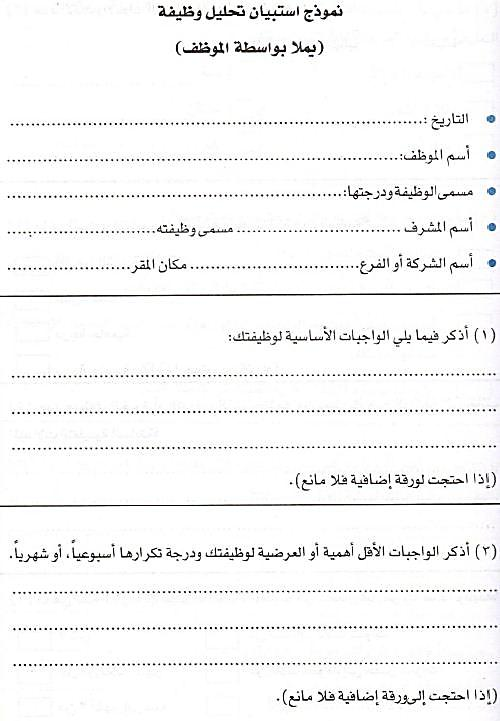 نموذج استبيان تحليل وظيفة
(يملا بواسطة الموظف)
• التاريخ :........................................
• أسم الموظف:........................................
• مسمى الوظيفة ودرجتها:........................................
• أسم المشرف ........................ مسمى وظيفته........................
• أسم الشركة أو الفرع........................ مكان المقر........................
(١) أذكر فيما يلي الواجبات الأساسية لوظيفتك:
........................................
........................................
........................................
(إذا احتجت لورقة إضافية فلا مانع).
(٢) أذكر الواجبات الأقل أهمية أو العرضية لوظيفتك ودرجة تكرارها أسبوعياً، أو شهرياً.
........................................
........................................
........................................
(إذا احتجت إلى ورقة إضافية فلا مانع).